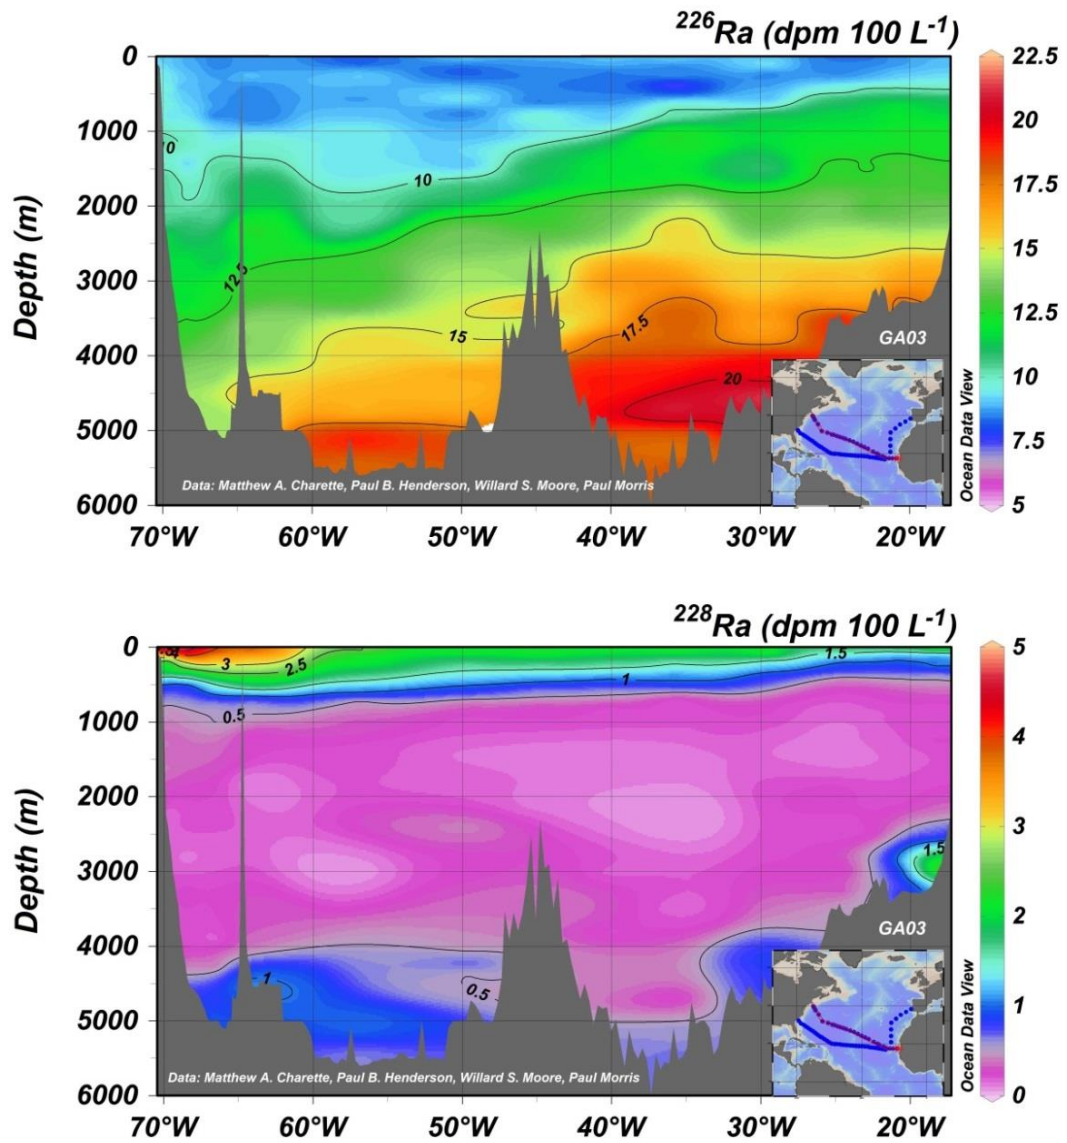 ²²⁶Ra (dpm 100 L⁻¹)
0
1000
2000
3000
4000
5000
6000
Depth (m)
10
10
12.5
15
17.5
20
GA03
Data: Matthew A. Charette, Paul B. Henderson, Willard S. Moore, Paul Morris
70°W
60°W
50°W
40°W
30°W
20°W
22.5
20
17.5
15
12.5
10
7.5
5
Ocean Data View
²²⁸Ra (dpm 100 L⁻¹)
0
1000
2000
3000
4000
5000
6000
Depth (m)
4
3
2.5
1.5
1
0.5
1.5
1
0.5
GA03
Data: Matthew A. Charette, Paul B. Henderson, Willard S. Moore, Paul Morris
70°W
60°W
50°W
40°W
30°W
20°W
5
4
3
2
1
0
Ocean Data View